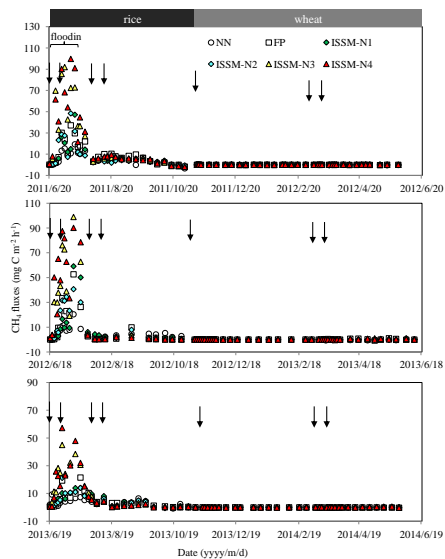 rice wheat
130
110
90
70
50
30
10
-10
floodin
NN FP ISSM-N1
ISSM-N2 ISSM-N3 ISSM-N4
2011/6/20 2011/8/20 2011/10/20 2011/12/20 2012/2/20 2014/4/20 2012/6/20
CH4 fluxes (mg C m-2 h-1)
110
90
70
50
30
10
-10
2012/6/18 2012/8/18 2012/10/18 2012/12/18 2013/2/18 2014/4/18 2013/6/18
90
70
50
30
10
-10
2013/6/19 2013/8/19 2013/10/19 2013/12/19 2014/2/19 2014/4/19 2014/6/19
Date (yyyy/m/d)